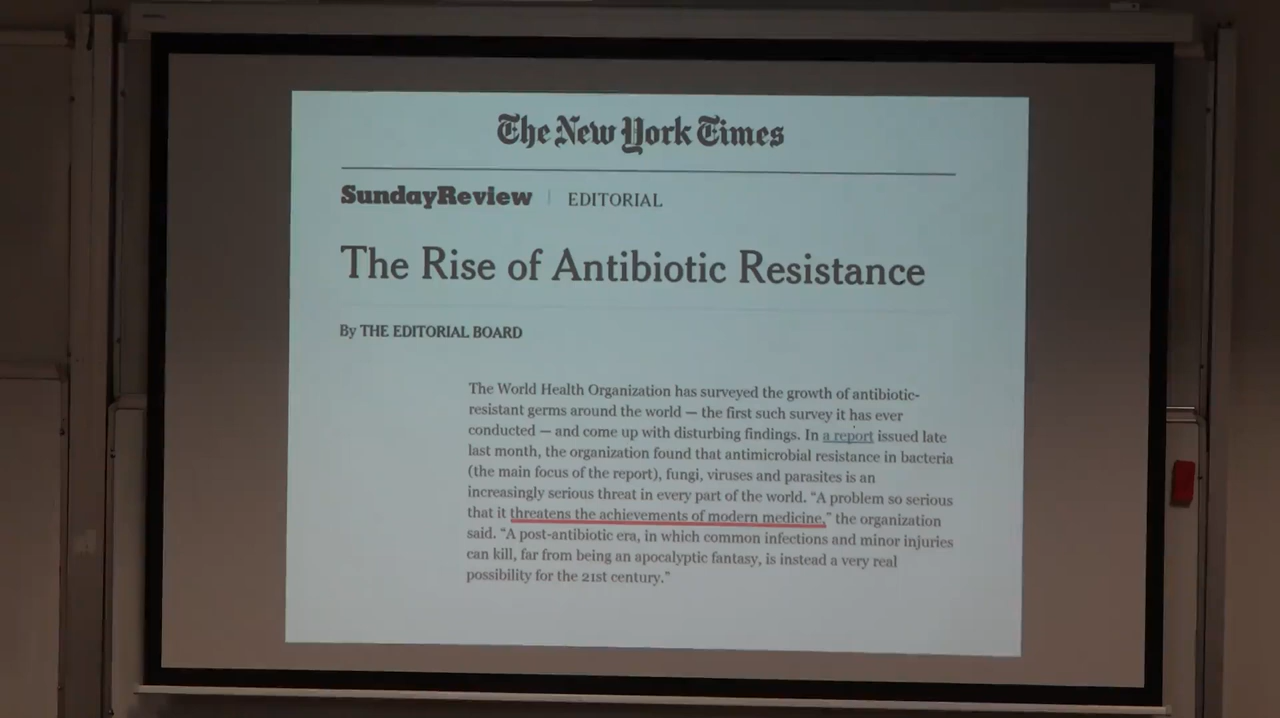 The New York Times
SundayReview | EDITORIAL
The Rise of Antibiotic Resistance
By THE EDITORIAL BOARD
The World Health Organization has surveyed the growth of antibiotic-
resistant germs around the world — the first such survey it has ever
conducted — and come up with disturbing findings. In a report issued late
last month, the organization found that antimicrobial resistance in bacteria
(the main focus of the report), fungi, viruses and parasites is an
increasingly serious threat in every part of the world. “A problem so serious
that it threatens the achievements of modern medicine,” the organization
said. “A post-antibiotic era, in which common infections and minor injuries
can kill, far from being an apocalyptic fantasy, is instead a very real
possibility for the 21st century.”